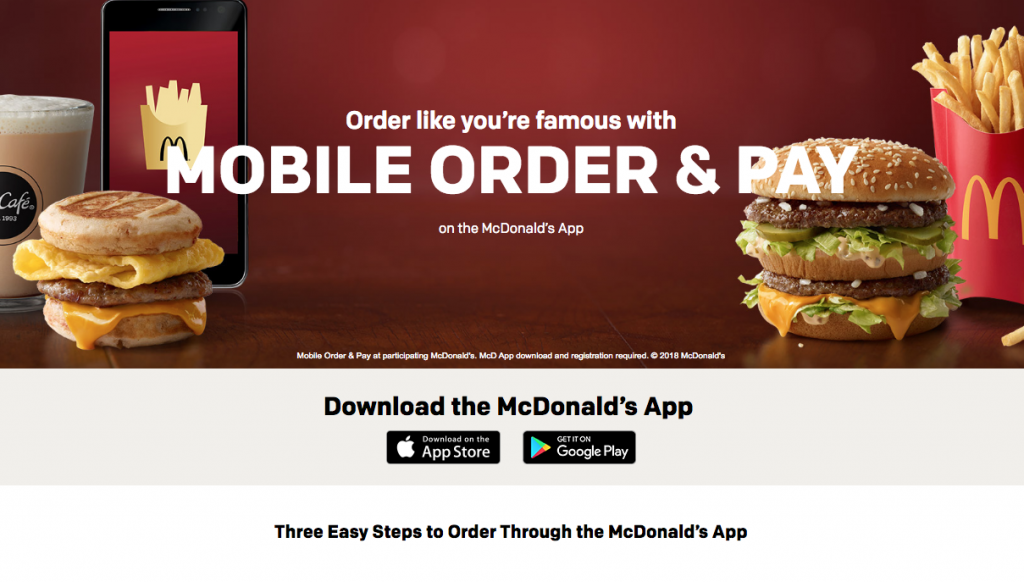 Order like you're famous with
MOBILE ORDER & PAY
on the McDonald's App
Café®
1993
Mobile Order & Pay at participating McDonald's. McD App download and registration required. © 2018 McDonald's
Download the McDonald's App
Download on the
App Store
GET IT ON
Google Play
Three Easy Steps to Order Through the McDonald's App